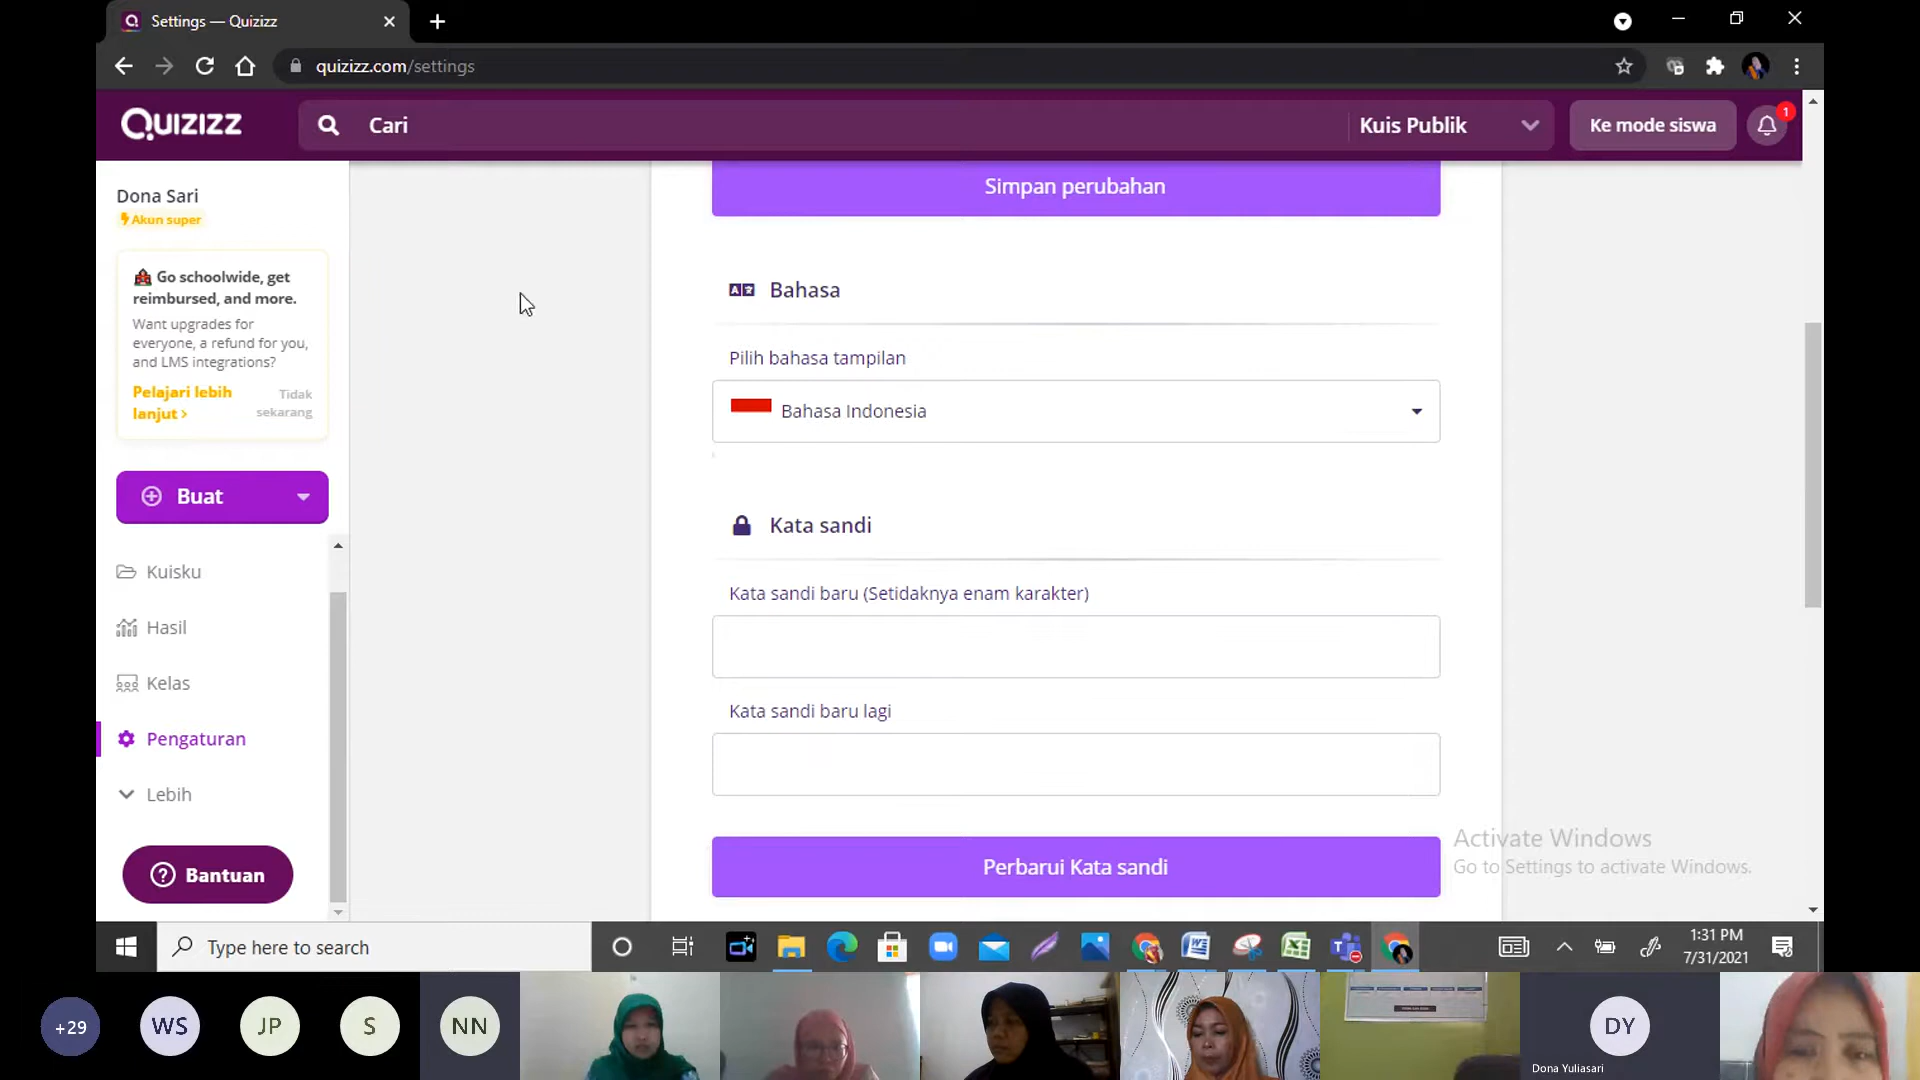 Settings — Quizizz
quizizz.com/settings
QUIZIZZ
Cari
Kuis Publik
Ke mode siswa
1
Dona Sari
Akun super
Go schoolwide, get
reimbursed, and more.
Want upgrades for
everyone, a refund for you,
and LMS integrations?
Pelajari lebih
lanjut >
Tidak
sekarang
Buat
Kuisku
Hasil
Kelas
Pengaturan
Lebih
Bantuan
Simpan perubahan
Bahasa
Pilih bahasa tampilan
Bahasa Indonesia
Kata sandi
Kata sandi baru (Setidaknya enam karakter)
Kata sandi baru lagi
Perbarui Kata sandi
Activate Windows
Go to Settings to activate Windows.
Type here to search
1:31 PM
7/31/2021
+29
WS
JP
S
NN
DY
Dona Yuliasari